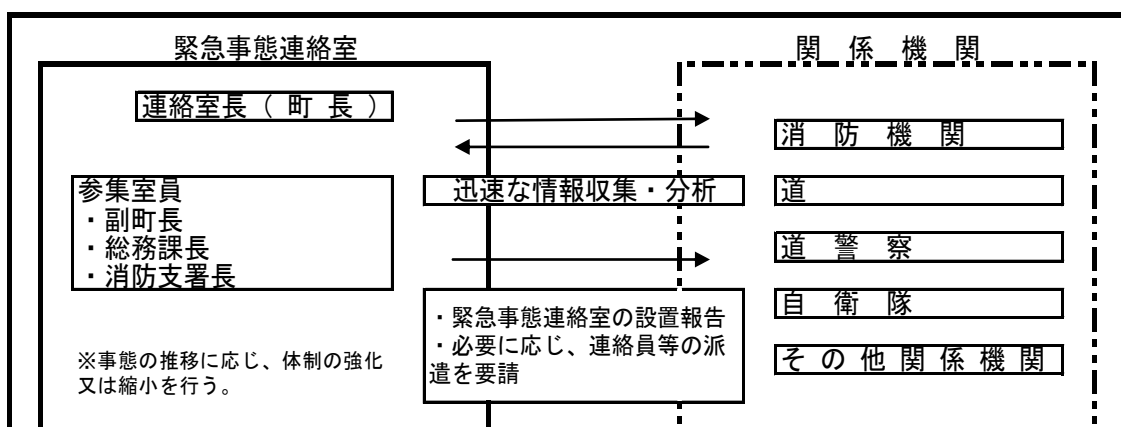 緊急事態連絡室
連絡室長（ 町 長 ）
参集室員
・副町長
・総務課長
・消防支署長
※事態の推移に応じ、体制の強化
又は縮小を行う。
迅速な情報収集・分析
・緊急事態連絡室の設置報告
・必要に応じ、連絡員等の派
遣を要請
関 係 機 関
消 防 機 関
道
道 警 察
自 衛 隊
そ の 他 関 係 機 関